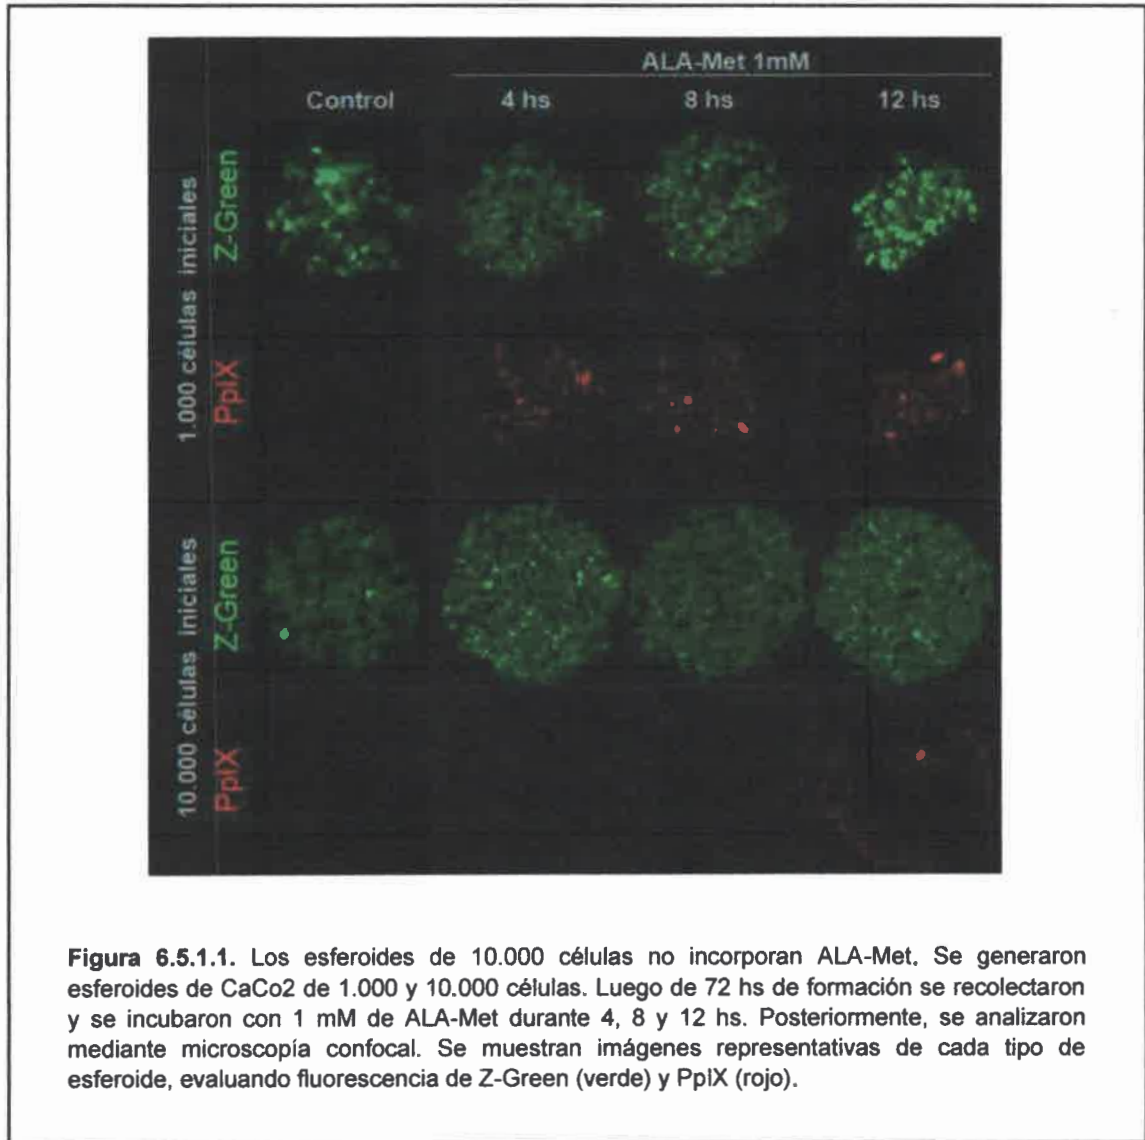 ALA-Met 1mM
Control 4 hs 8 hs 12 hs
1.000 células iniciales
Z-Green
PpIX
10.000 células iniciales
Z-Green
PpIX
Figura 6.5.1.1. Los esferoides de 10.000 células no incorporan ALA-Met. Se generaron
esferoides de CaCo2 de 1.000 y 10.000 células. Luego de 72 hs de formación se recolectaron
y se incubaron con 1 mM de ALA-Met durante 4, 8 y 12 hs. Posteriormente, se analizaron
mediante microscopía confocal. Se muestran imágenes representativas de cada tipo de
esferoide, evaluando fluorescencia de Z-Green (verde) y PpIX (rojo).